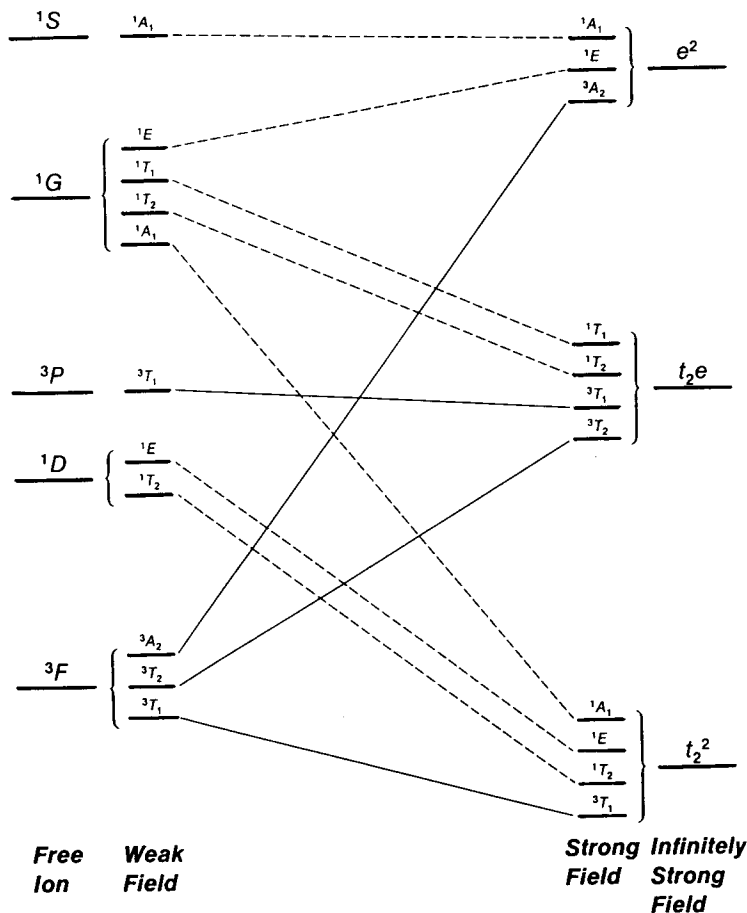 ¹S
¹A₁
¹G
¹E
¹T₁
¹T₂
¹A₁
³P
³T₁
¹D
¹E
¹T₂
³F
³A₂
³T₂
³T₁
¹A₁
¹E
³A₂
e²
¹T₁
¹T₂
³T₁
³T₂
t₂e
¹A₁
¹E
¹T₂
³T₁
t₂²
Free
Ion
Weak
Field
Strong
Field
Infinitely
Strong
Field